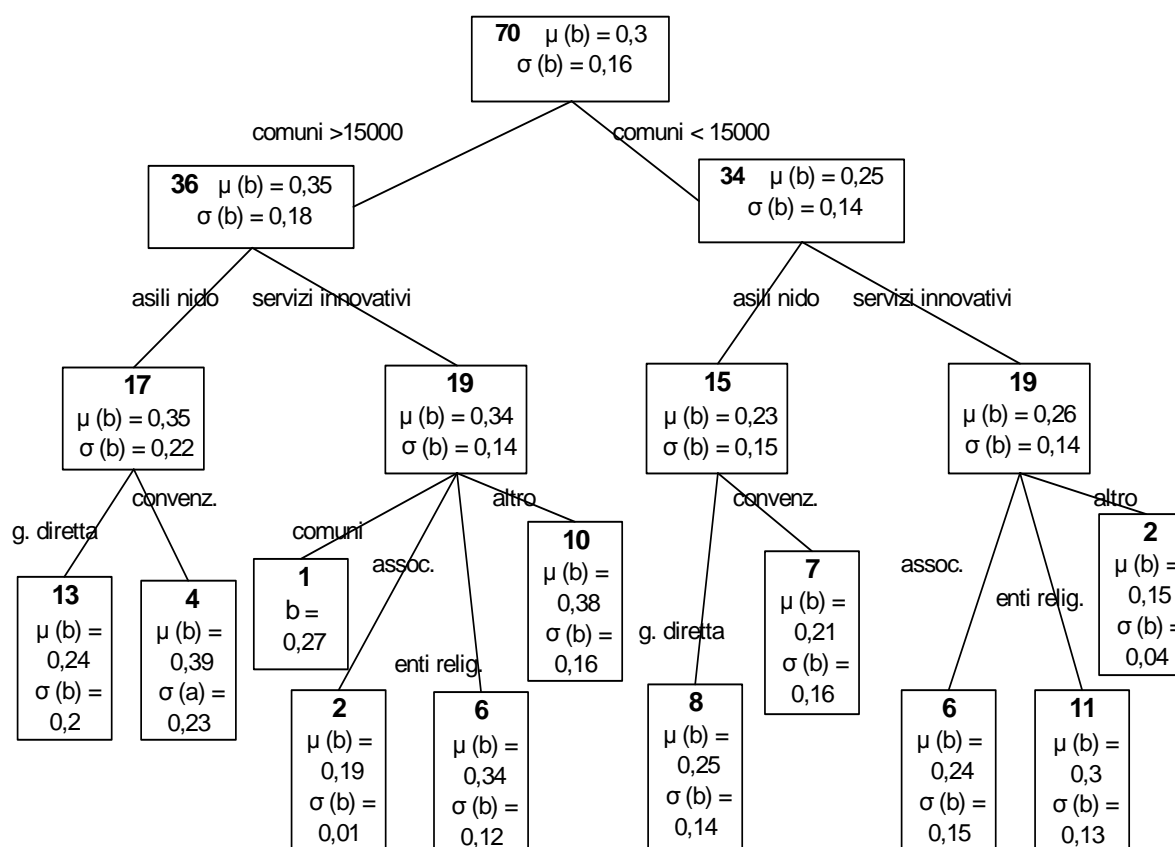 70 µ (b) = 0,3
σ (b) = 0,16
comuni >15000
comuni < 15000
36 µ (b) = 0,35
σ (b) = 0,18
34 µ (b) = 0,25
σ (b) = 0,14
asili nido
servizi innovativi
asili nido
servizi innovativi
17
µ (b) = 0,35
σ (b) = 0,22
19
µ (b) = 0,34
σ (b) = 0,14
15
µ (b) = 0,23
σ (b) = 0,15
19
µ (b) = 0,26
σ (b) = 0,14
g. diretta
convenz.
comuni
assoc.
enti relig.
altro
g. diretta
convenz.
assoc.
enti relig.
altro
13
µ (b) =
0,24
σ (b) =
0,2
4
µ (b) =
0,39
σ (a) =
0,23
1
b =
0,27
2
µ (b) =
0,19
σ (b) =
0,01
6
µ (b) =
0,34
σ (b) =
0,12
10
µ (b) =
0,38
σ (b) =
0,16
8
µ (b) =
0,25
σ (b) =
0,14
7
µ (b) =
0,21
σ (b) =
0,16
6
µ (b) =
0,24
σ (b) =
0,15
11
µ (b) =
0,3
σ (b) =
0,13
2
µ (b) =
0,15
σ (b) =
0,04